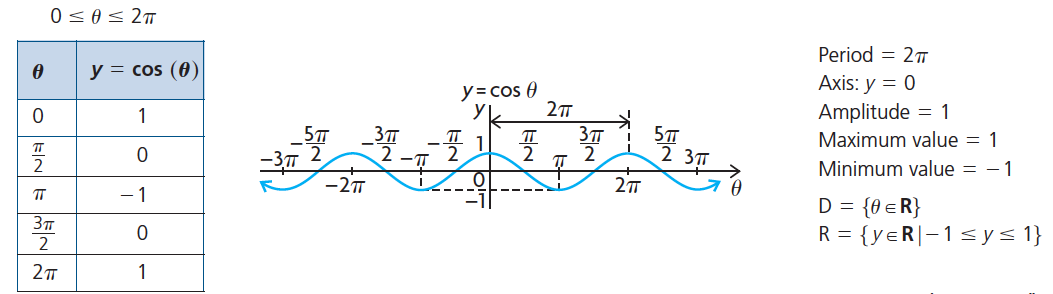 0 ≤ θ ≤ 2π
θ y = cos (θ)
0 1
π/2 0
π −1
3π/2 0
2π 1
y = cos θ
y
2π
−3π −5π/2 −3π/2 −π −π/2 1 π/2 π 3π/2 5π/2 3π
−2π 0 2π θ
−1
Period = 2π
Axis: y = 0
Amplitude = 1
Maximum value = 1
Minimum value = −1
D = {θ ∈ R}
R = {y ∈ R | −1 ≤ y ≤ 1}